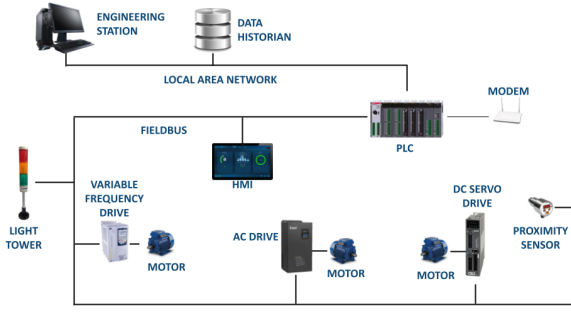 ENGINEERING
STATION
DATA
HISTORIAN
LOCAL AREA NETWORK
MODEM
FIELDBUS
PLC
HMI
VARIABLE
FREQUENCY
DRIVE
DC SERVO
DRIVE
LIGHT
TOWER
AC DRIVE
PROXIMITY
SENSOR
MOTOR
MOTOR
MOTOR